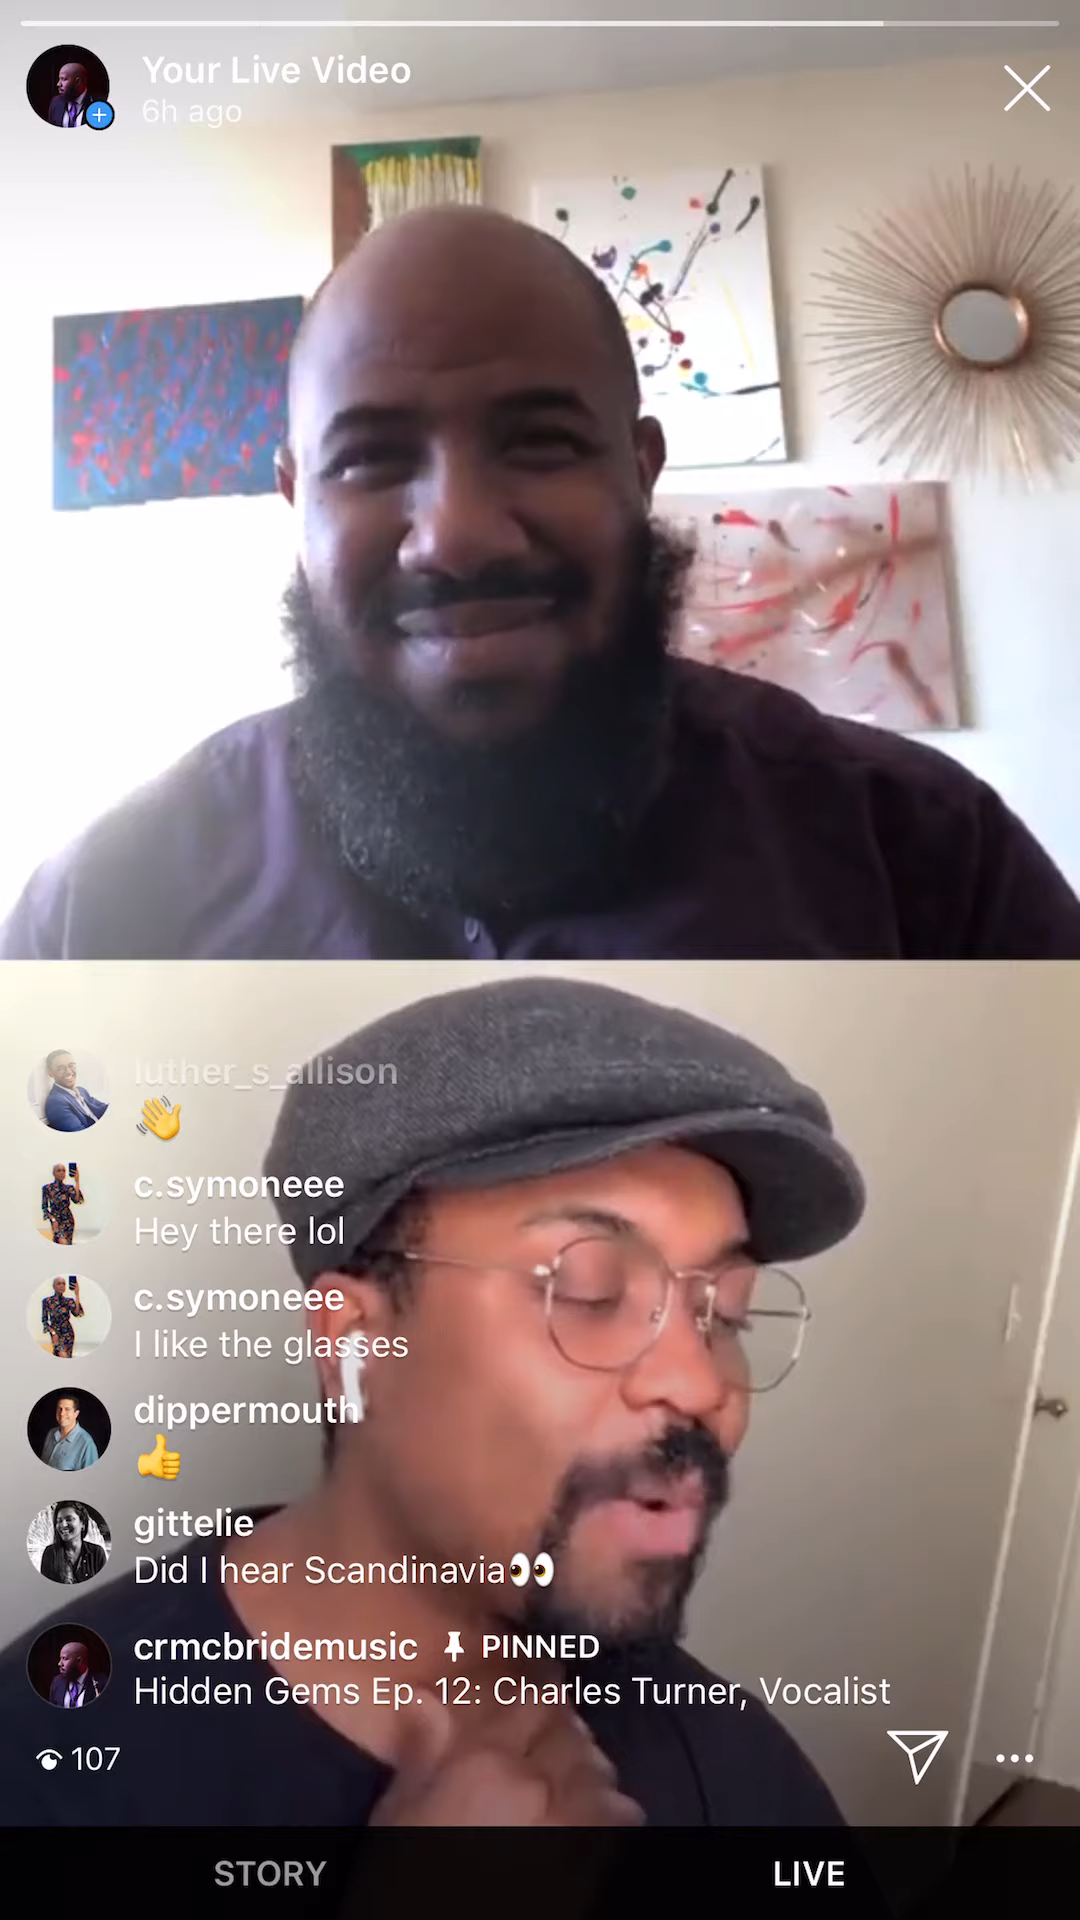 Your Live Video
6h ago
luther_s_allison
👋
c.symoneee
Hey there lol
c.symoneee
I like the glasses
dippermouth
👍
gittelie
Did I hear Scandinavia👀
crmcbridemusic PINNED
Hidden Gems Ep. 12: Charles Turner, Vocalist
107
STORY
LIVE